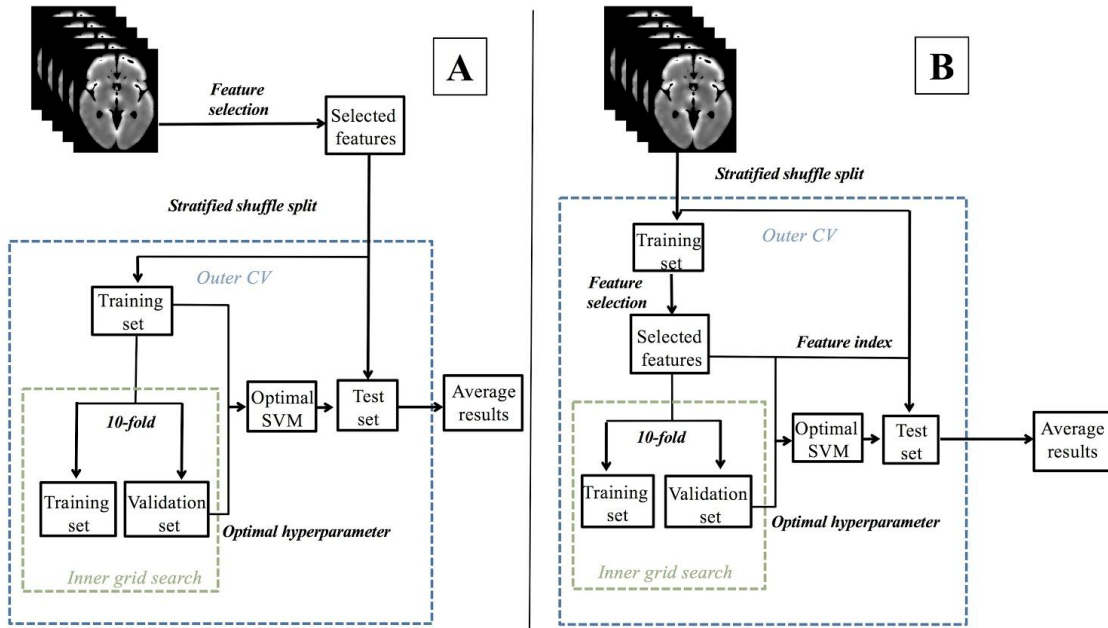 A
Feature
selection
Selected
features
Stratified shuffle split
Outer CV
Training
set
10-fold
Optimal
SVM
Test
set
Average
results
Training
set
Validation
set
Optimal hyperparameter
Inner grid search
B
Stratified shuffle split
Training
set
Outer CV
Feature
selection
Selected
features
Feature index
10-fold
Optimal
SVM
Test
set
Average
results
Training
set
Validation
set
Optimal hyperparameter
Inner grid search